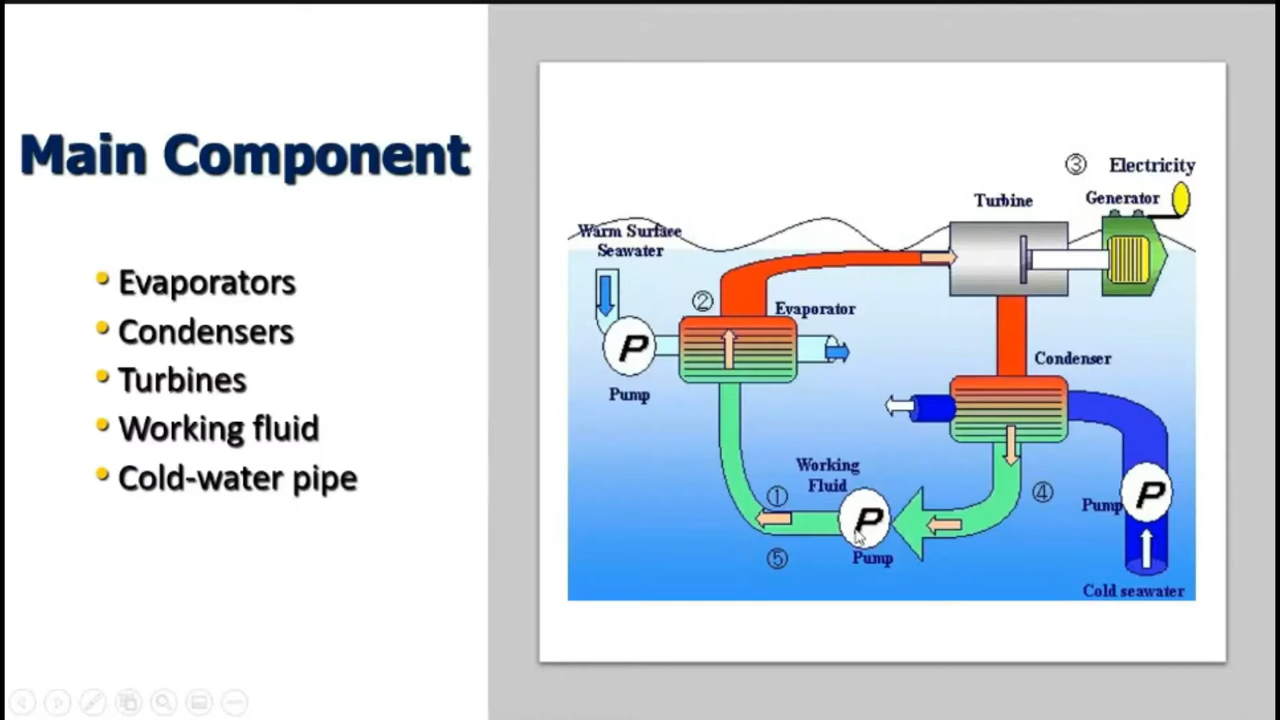 Main Component
• Evaporators
• Condensers
• Turbines
• Working fluid
• Cold-water pipe
③ Electricity
Generator
Turbine
Warm Surface
Seawater
②
Evaporator
P
Pump
Condenser
Working
Fluid
①
P
Pump
⑤
④
Pump
P
Cold seawater